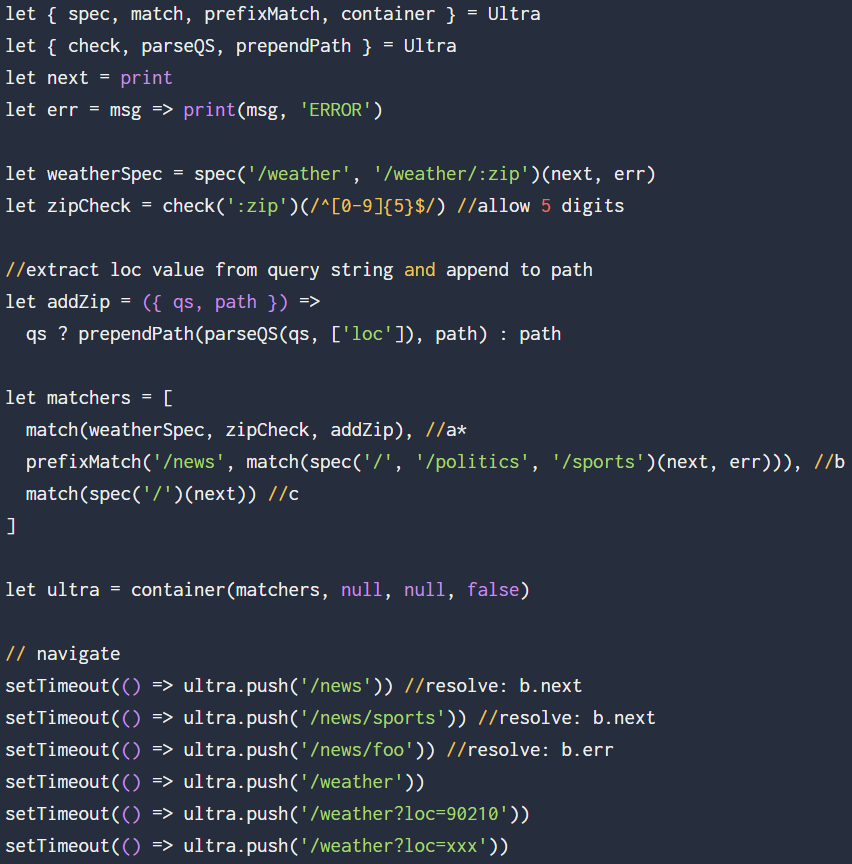 let { spec, match, prefixMatch, container } = Ultra
let { check, parseQS, prependPath } = Ultra
let next = print
let err = msg => print(msg, 'ERROR')

let weatherSpec = spec('/weather', '/weather/:zip')(next, err)
let zipCheck = check(':zip')(/^[0-9]{5}$/) //allow 5 digits

//extract loc value from query string and append to path
let addZip = ({ qs, path }) =>
  qs ? prependPath(parseQS(qs, ['loc']), path) : path

let matchers = [
  match(weatherSpec, zipCheck, addZip), //a*
  prefixMatch('/news', match(spec('/', '/politics', '/sports')(next, err))), //b
  match(spec('/')(next)) //c
]

let ultra = container(matchers, null, null, false)

// navigate
setTimeout(() => ultra.push('/news')) //resolve: b.next
setTimeout(() => ultra.push('/news/sports')) //resolve: b.next
setTimeout(() => ultra.push('/news/foo')) //resolve: b.err
setTimeout(() => ultra.push('/weather'))
setTimeout(() => ultra.push('/weather?loc=90210'))
setTimeout(() => ultra.push('/weather?loc=xxx'))